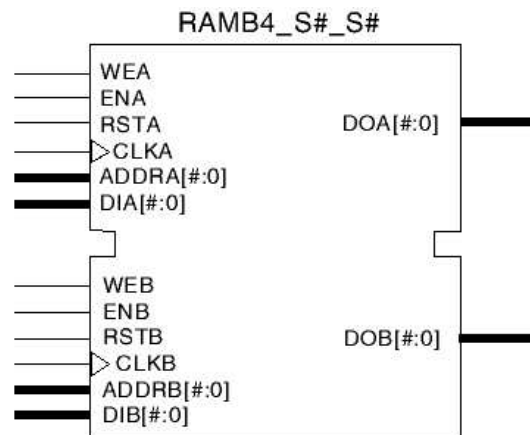 RAMB4_S#_S#
WEA
ENA
RSTA
DOA[#:0]
CLKA
ADDRA[#:0]
DIA[#:0]
WEB
ENB
RSTB
DOB[#:0]
CLKB
ADDRB[#:0]
DIB[#:0]